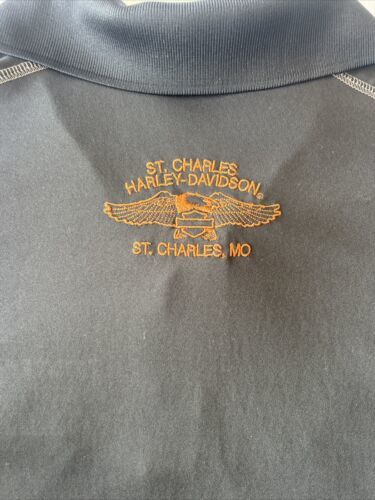 ST. CHARLES
HARLEY-DAVIDSON®
ST. CHARLES, MO